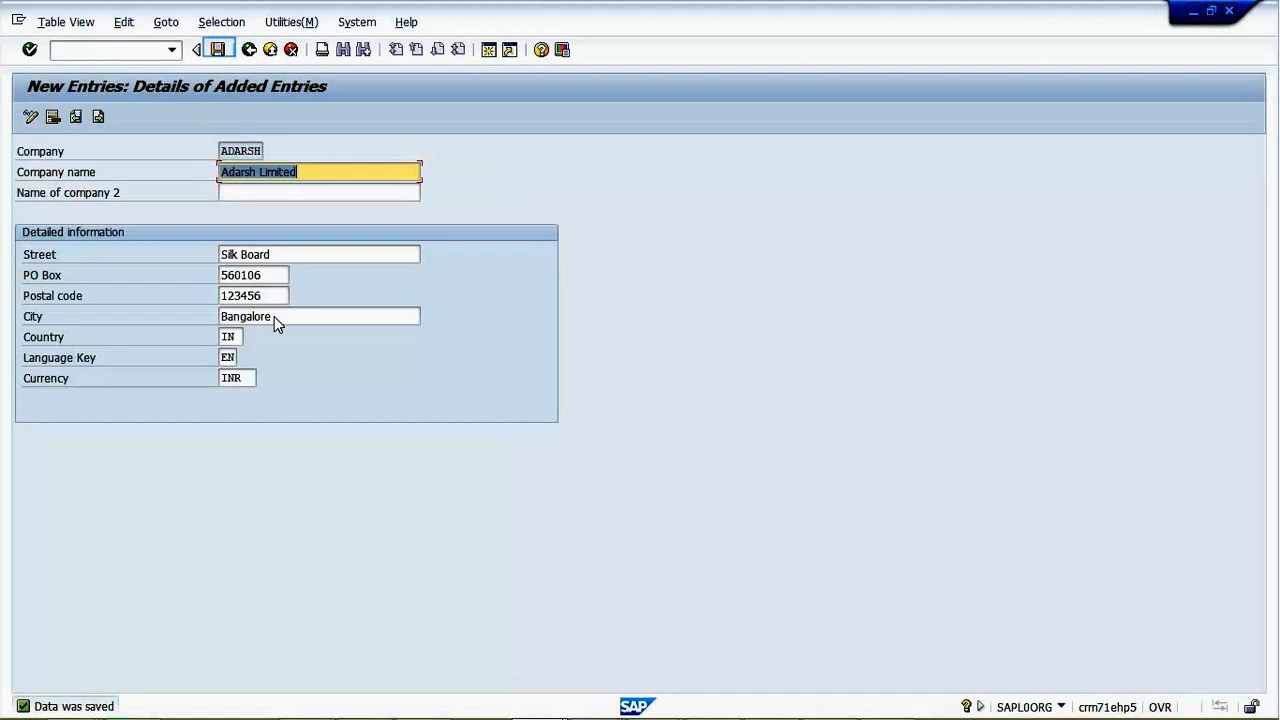 Table View Edit Goto Selection Utilities(M) System Help
New Entries: Details of Added Entries
Company ADARSH
Company name Adarsh Limited
Name of company 2
Detailed information
Street Silk Board
PO Box 560106
Postal code 123456
City Bangalore
Country IN
Language Key EN
Currency INR
Data was saved SAP SAPL0ORG crm71ehp5 OVR